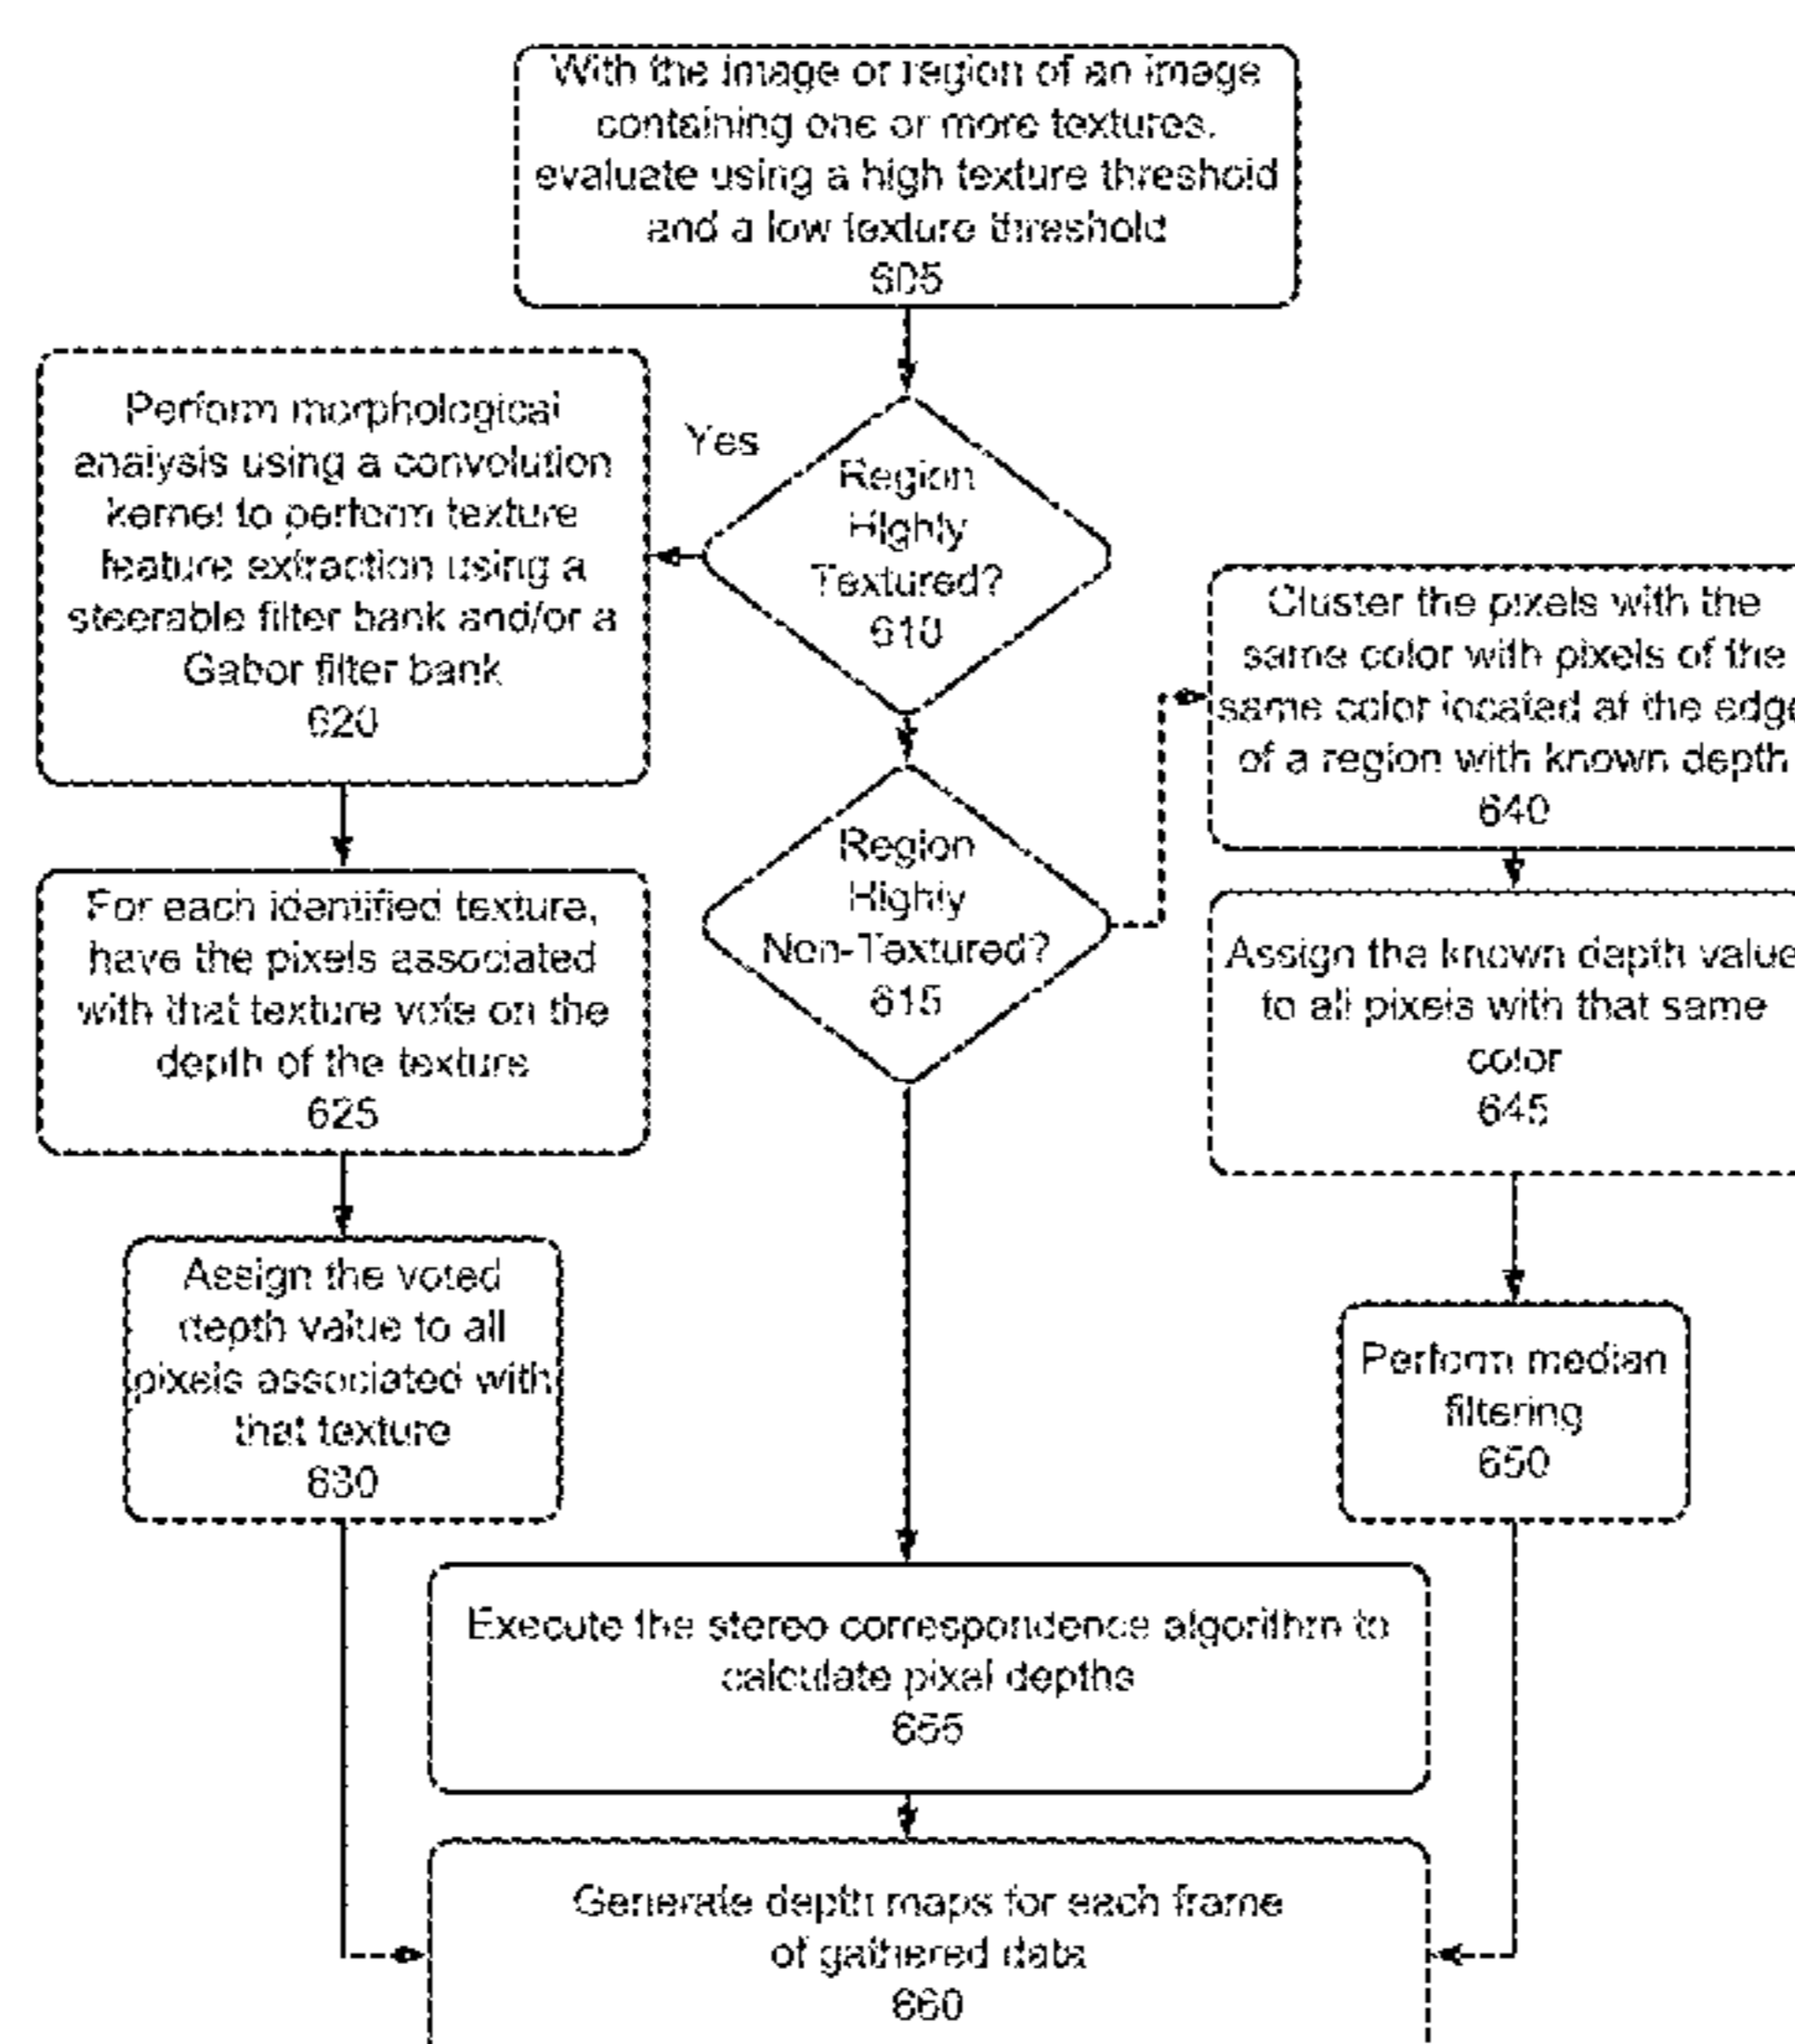 With the image or region of an image
containing one or more textures,
evaluate using a high texture threshold
and a low texture threshold
605
Yes
Region
Highly
Textured?
610
Perform morphological
analysis using a convolution
kernel to perform texture
feature extraction using a
steerable filter bank and/or a
Gabor filter bank
620
For each identified texture,
have the pixels associated
with that texture vote on the
depth of the texture
625
Assign the voted
depth value to all
pixels associated with
that texture
630
Region
Highly
Non-Textured?
615
Cluster the pixels with the
same color with pixels of the
same color located at the edge
of a region with known depth
640
Assign the known depth value
to all pixels with that same
color
645
Perform median
filtering
650
Execute the stereo correspondence algorithm to
calculate pixel depths
655
Generate depth maps for each frame
of gathered data
660